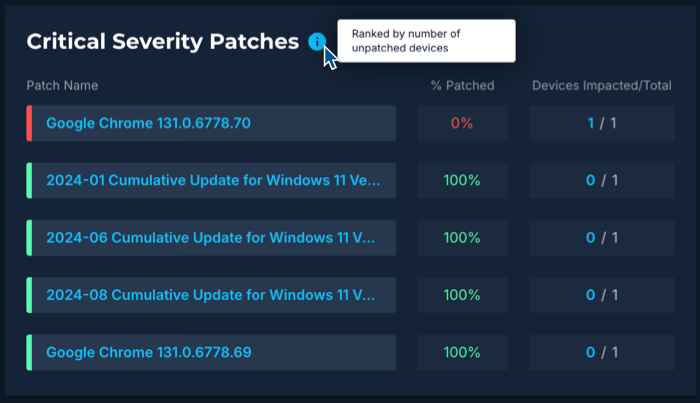 Critical Severity Patches
Ranked by number of
unpatched devices
Patch Name % Patched Devices Impacted/Total
Google Chrome 131.0.6778.70 0% 1 / 1
2024-01 Cumulative Update for Windows 11 Ve... 100% 0 / 1
2024-06 Cumulative Update for Windows 11 V... 100% 0 / 1
2024-08 Cumulative Update for Windows 11 V... 100% 0 / 1
Google Chrome 131.0.6778.69 100% 0 / 1